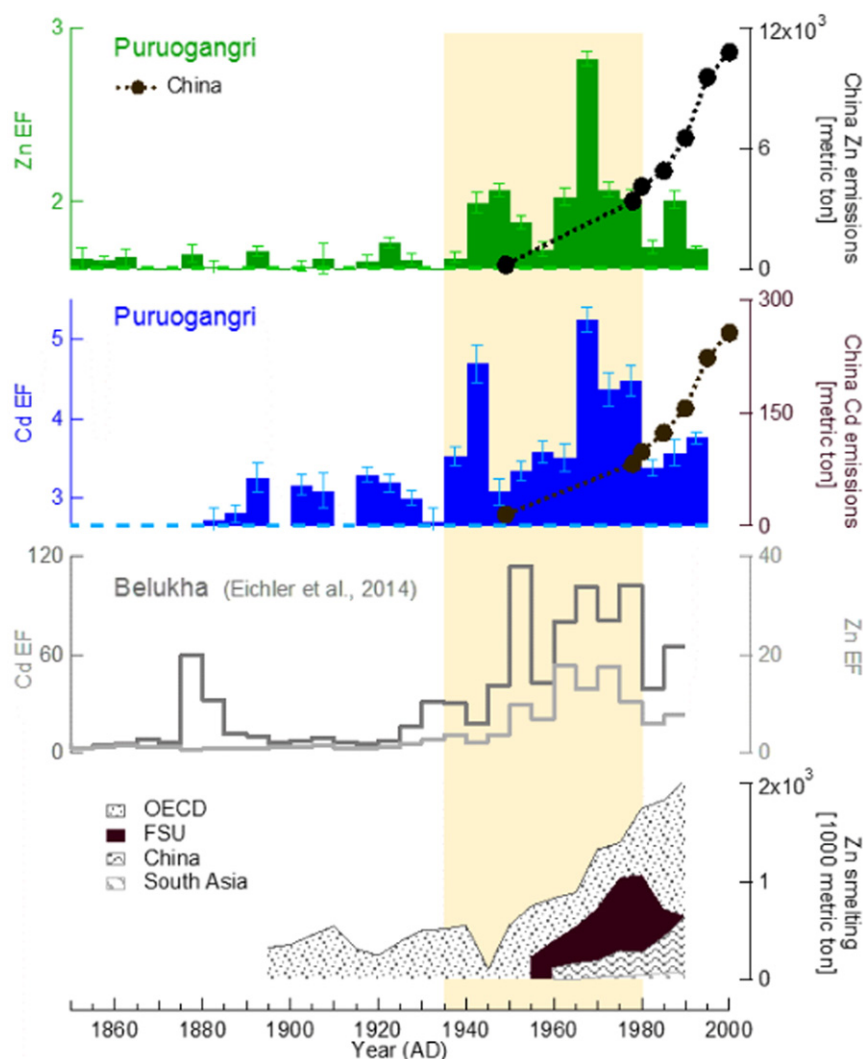 3
2
Zn EF
Puruogangri
China
12x10³
6
0
China Zn emissions
[metric ton]
5
4
3
Cd EF
Puruogangri
300
150
0
China Cd emissions
[metric ton]
120
60
0
Cd EF
Belukha (Eichler et al., 2014)
40
20
0
Zn EF
OECD
FSU
China
South Asia
2x10³
1
0
Zn smelting
[1000 metric ton]
1860 1880 1900 1920 1940 1960 1980 2000
Year (AD)